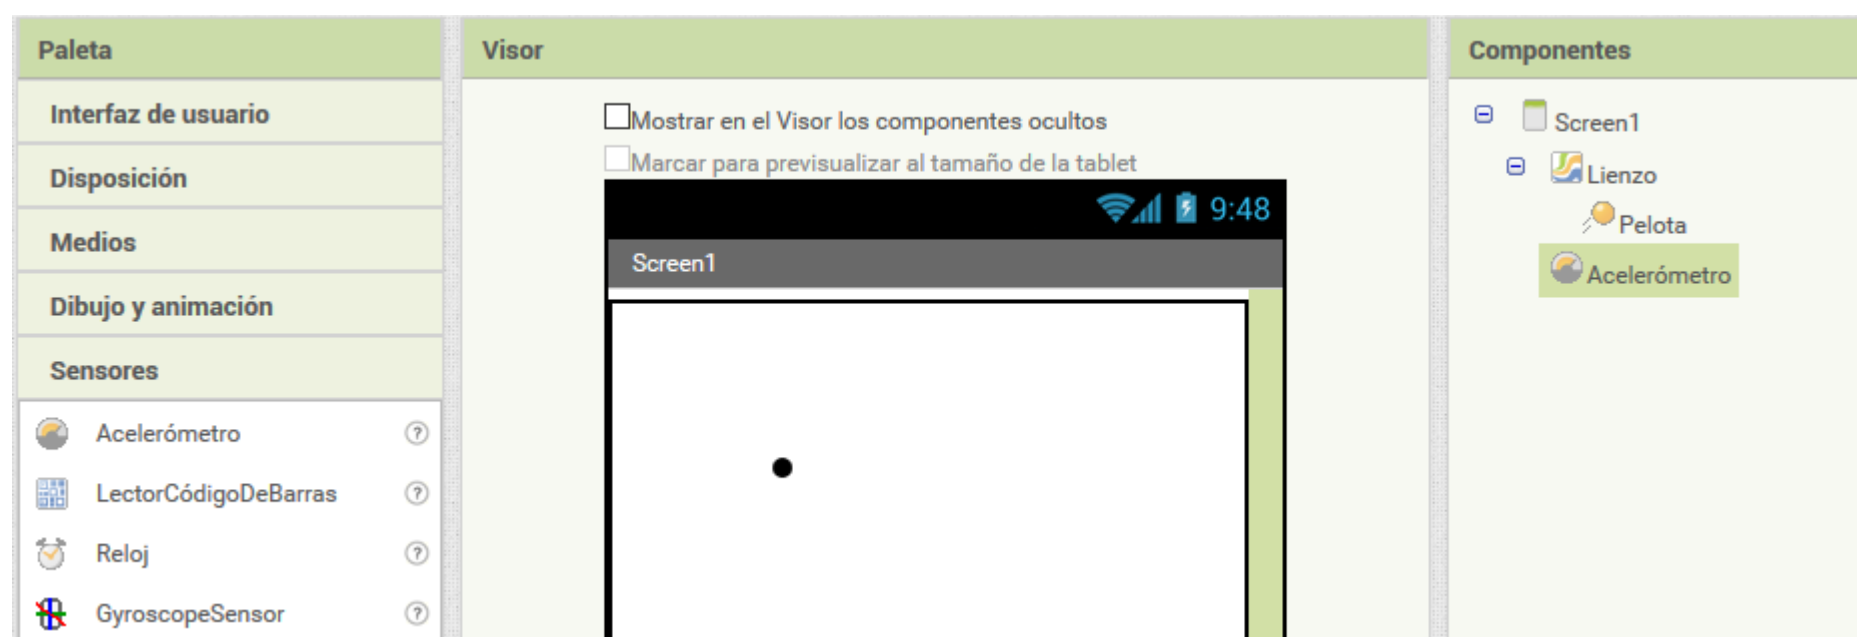 Paleta
Interfaz de usuario
Disposición
Medios
Dibujo y animación
Sensores
Acelerómetro
LectorCódigoDeBarras
Reloj
GyroscopeSensor
Visor
Mostrar en el Visor los componentes ocultos
Marcar para previsualizar al tamaño de la tablet
9:48
Screen1
Componentes
Screen1
Lienzo
Pelota
Acelerómetro